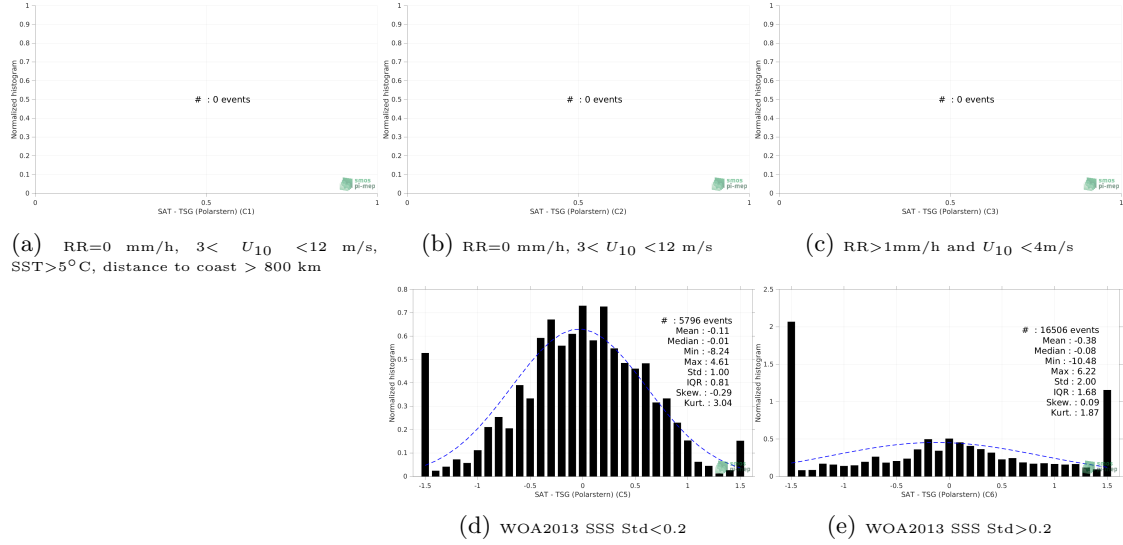 1
0.9
0.8
0.7
0.6
0.5
0.4
0.3
0.2
0.1
0
Normalized histogram
# : 0 events
smos
pi-mep
0 0.5 1
SAT - TSG (Polarstern) (C1)
(a) RR=0 mm/h, 3< U10 <12 m/s,
SST>5°C, distance to coast > 800 km
1
0.9
0.8
0.7
0.6
0.5
0.4
0.3
0.2
0.1
0
Normalized histogram
# : 0 events
smos
pi-mep
0 0.5 1
SAT - TSG (Polarstern) (C2)
(b) RR=0 mm/h, 3< U10 <12 m/s
1
0.9
0.8
0.7
0.6
0.5
0.4
0.3
0.2
0.1
0
Normalized histogram
# : 0 events
smos
pi-mep
0 0.5 1
SAT - TSG (Polarstern) (C3)
(c) RR>1mm/h and U10 <4m/s
0.8
0.7
0.6
0.5
0.4
0.3
0.2
0.1
0
Normalized histogram
# : 5796 events
Mean : -0.11
Median : -0.01
Min : -8.24
Max : 4.61
Std : 1.00
IQR : 0.81
Skew. : -0.29
Kurt. : 3.04
smos
pi-mep
-1.5 -1 -0.5 0 0.5 1 1.5
SAT - TSG (Polarstern) (C5)
(d) WOA2013 SSS Std<0.2
2.5
2
1.5
1
0.5
0
Normalized histogram
# : 16506 events
Mean : -0.38
Median : -0.08
Min : -10.48
Max : 6.22
Std : 2.00
IQR : 1.68
Skew. : 0.09
Kurt. : 1.87
smos
pi-mep
-1.5 -1 -0.5 0 0.5 1 1.5
SAT - TSG (Polarstern) (C6)
(e) WOA2013 SSS Std>0.2